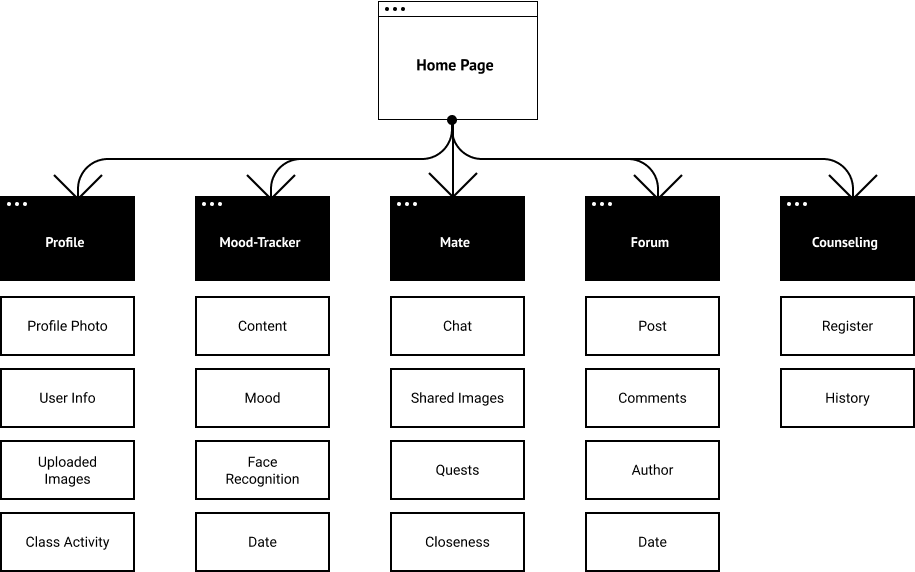 Home Page
Profile
Mood-Tracker
Mate
Forum
Counseling
Profile Photo
Content
Chat
Post
Register
User Info
Mood
Shared Images
Comments
History
Uploaded
Images
Face
Recognition
Quests
Author
Class Activity
Date
Closeness
Date